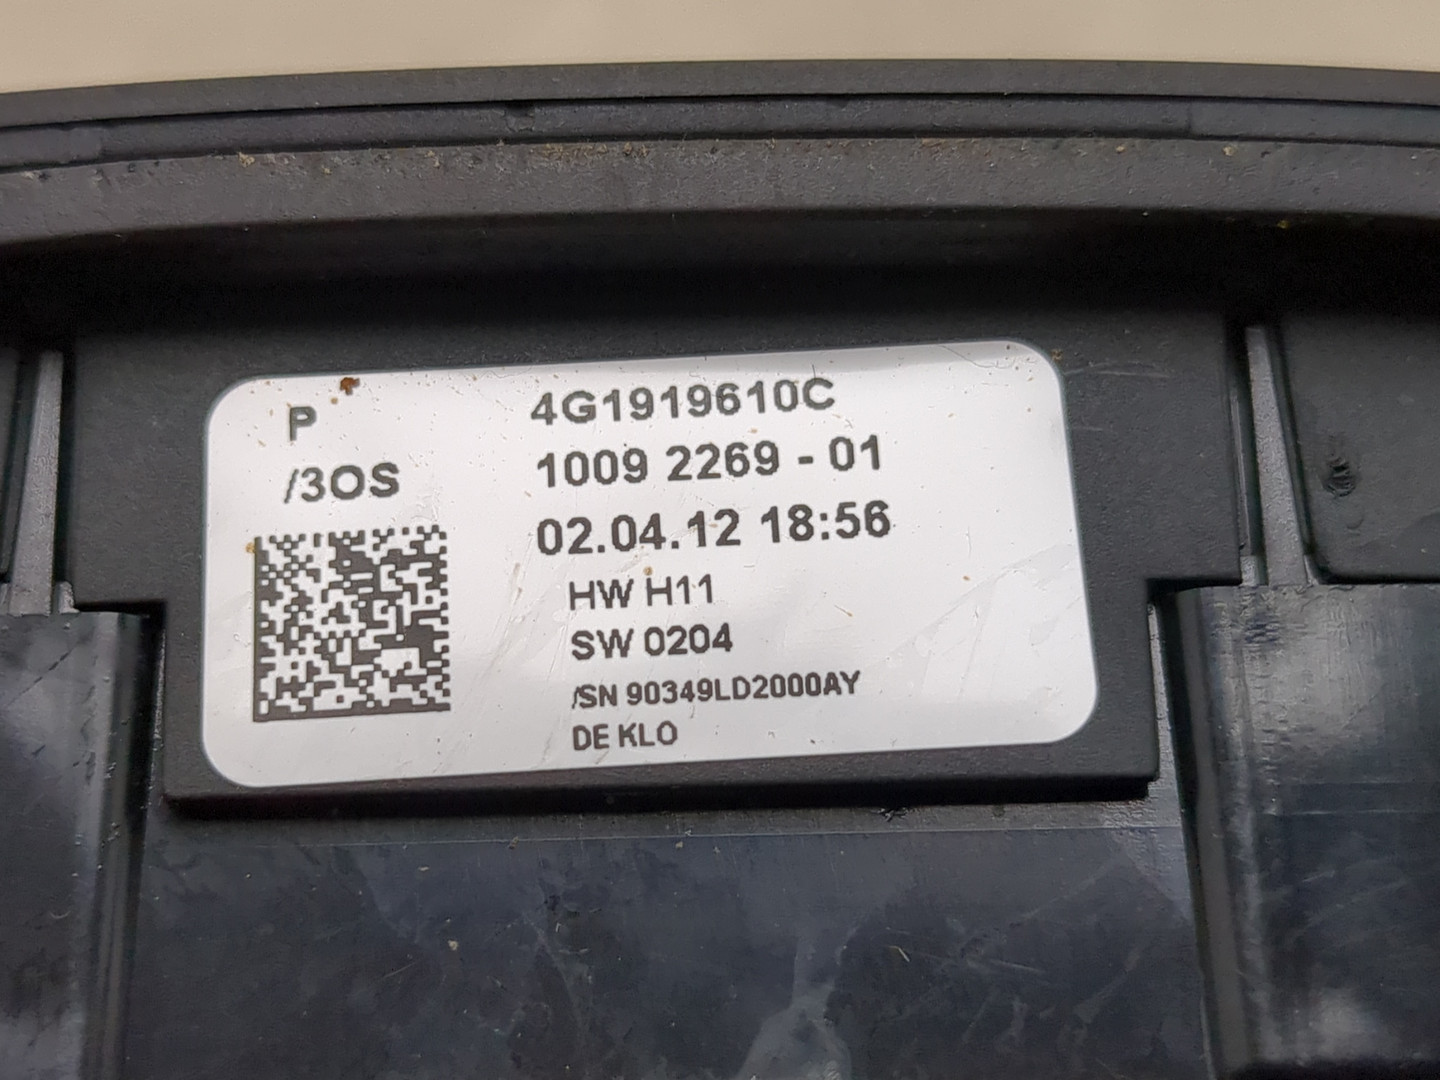 P
/3OS
4G1919610C
1009 2269 - 01
02.04.12 18:56
HW H11
SW 0204
/SN 90349LD2000AY
DE KLO